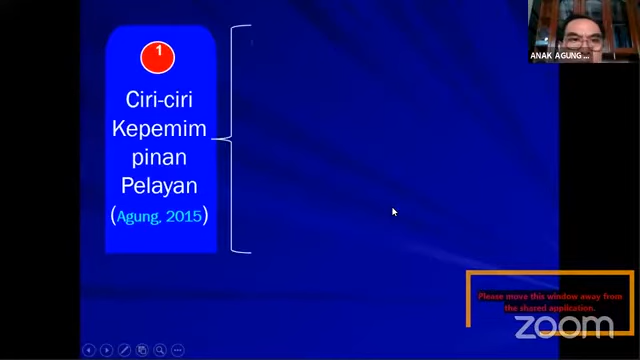 1
Ciri-ciri
Kepemim
pinan
Pelayan
(Agung, 2015)
ANAK AGUNG ...
Please move this window away from
the shared application.
zoom